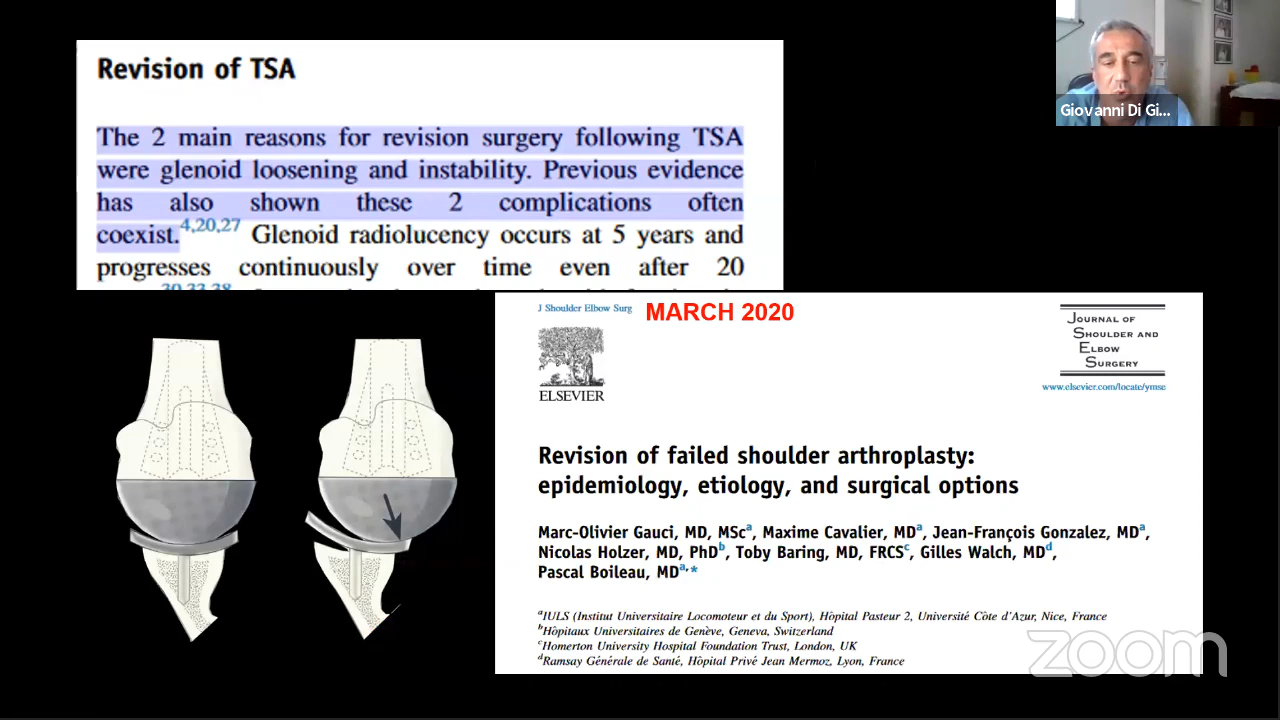 Revision of TSA
The 2 main reasons for revision surgery following TSA
were glenoid loosening and instability. Previous evidence
has also shown these 2 complications often
coexist.4,20,27 Glenoid radiolucency occurs at 5 years and
progresses continuously over time even after 20
Giovanni Di Gi...
J Shoulder Elbow Surg MARCH 2020
ELSEVIER
JOURNAL OF
SHOULDER AND
ELBOW
SURGERY
www.elsevier.com/locate/ymse
Revision of failed shoulder arthroplasty:
epidemiology, etiology, and surgical options
Marc-Olivier Gauci, MD, MScª, Maxime Cavalier, MDª, Jean-François Gonzalez, MDª,
Nicolas Holzer, MD, PhDᵇ, Toby Baring, MD, FRCSᶜ, Gilles Walch, MDᵈ,
Pascal Boileau, MDª,*
ªIULS (Institut Universitaire Locomoteur et du Sport), Hôpital Pasteur 2, Université Côte d'Azur, Nice, France
ᵇHôpitaux Universitaires de Genève, Geneva, Switzerland
ᶜHomerton University Hospital Foundation Trust, London, UK
ᵈRamsay Générale de Santé, Hôpital Privé Jean Mermoz, Lyon, France
zoom